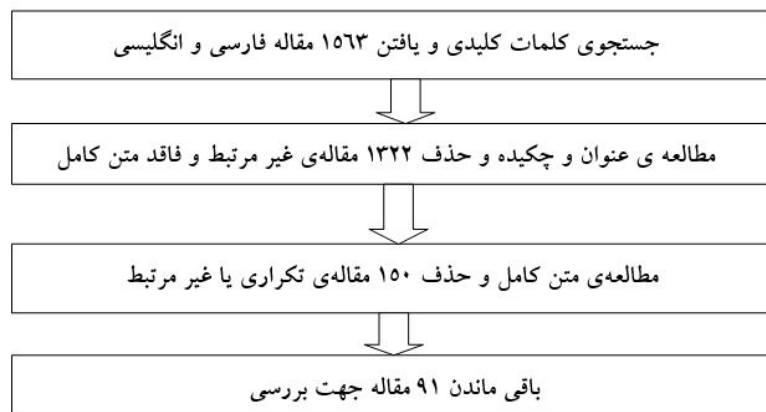 جستجوی کلمات کلیدی و یافتن ۱۵۶۳ مقاله فارسی و انگلیسی
مطالعه ی عنوان و چکیده و حذف ۱۳۲۲ مقاله‌ی غیر مرتبط و فاقد متن کامل
مطالعه‌ی متن کامل و حذف ۱۵۰ مقاله‌ی تکراری یا غیر مرتبط
باقی ماندن ۹۱ مقاله جهت بررسی